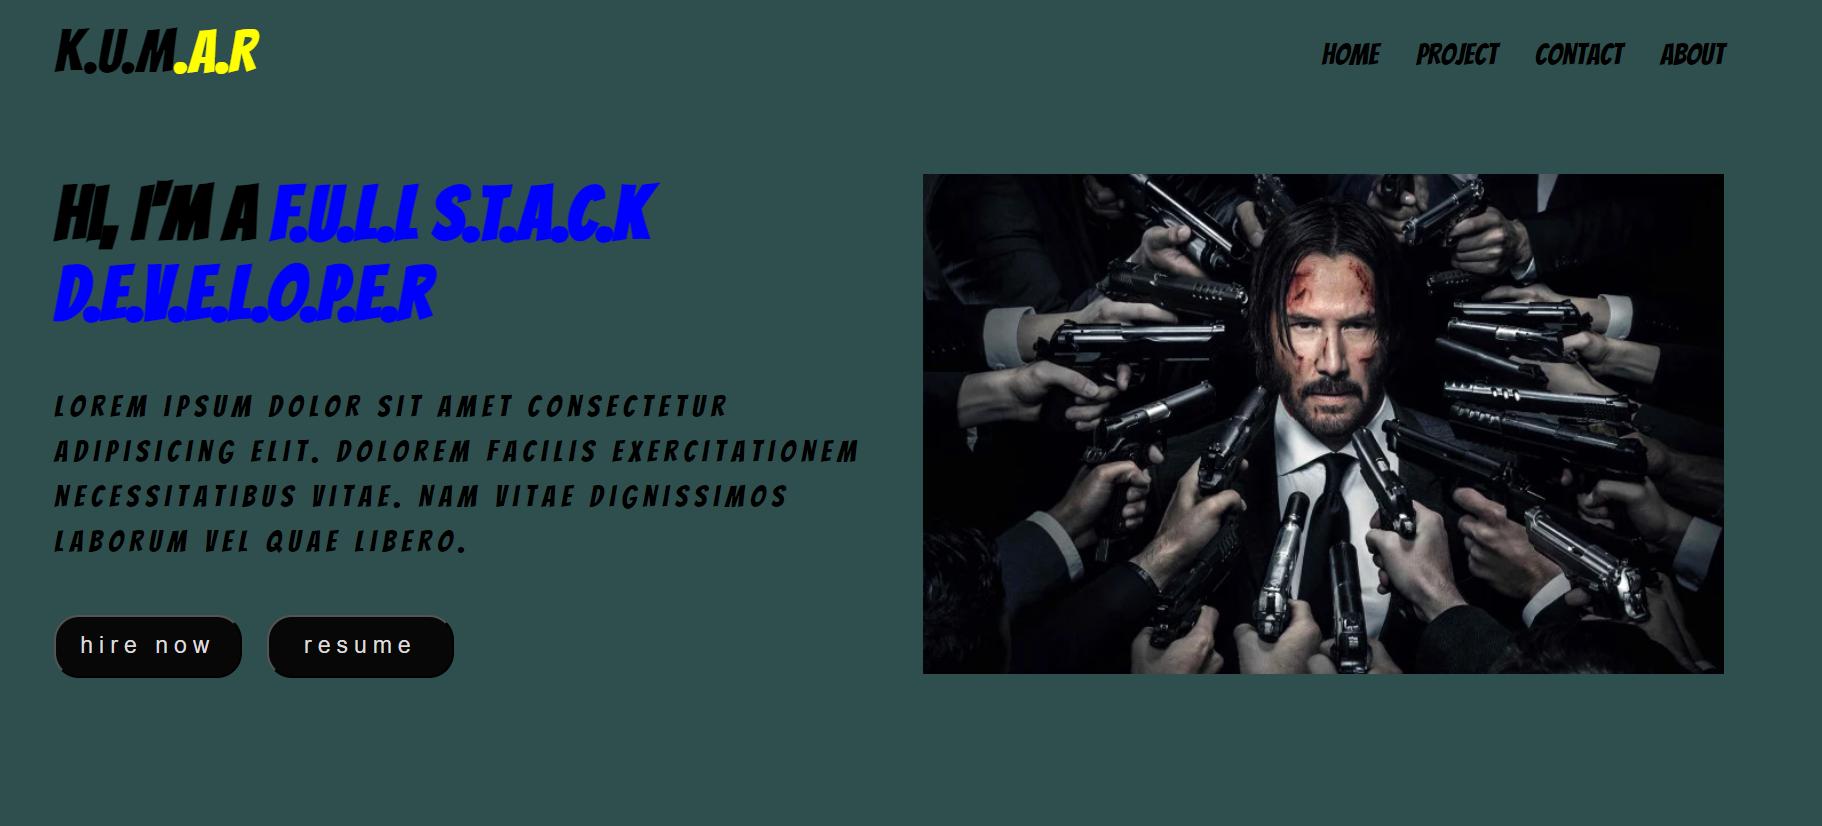 K.U.M.A.R
HOME PROJECT CONTACT ABOUT
HI, I'M A F.U.L.L S.T.A.C.K
D.E.V.E.L.O.P.E.R
LOREM IPSUM DOLOR SIT AMET CONSECTETUR
ADIPISICING ELIT. DOLOREM FACILIS EXERCITATIONEM
NECESSITATIBUS VITAE. NAM VITAE DIGNISSIMOS
LABORUM VEL QUAE LIBERO.
hire now
resume